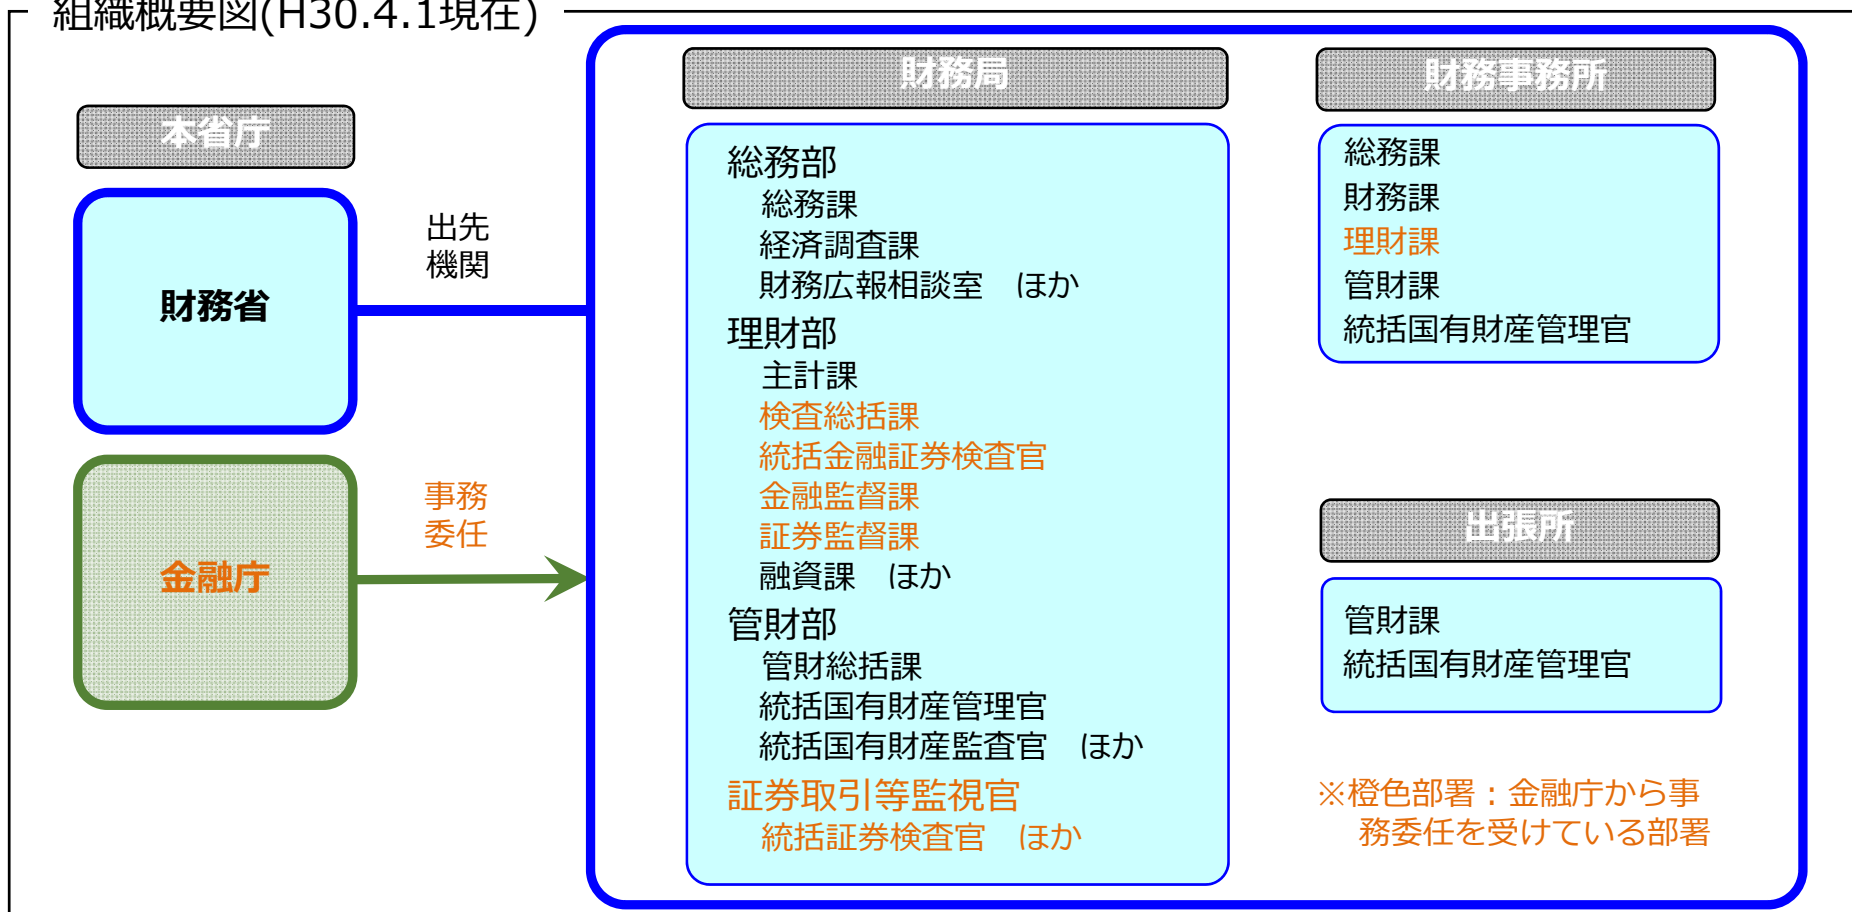 組織概要図(H30.4.1現在)
本省庁
財務省
金融庁
出先
機関
事務
委任
財務局
総務部
総務課
経済調査課
財務広報相談室　ほか
理財部
主計課
検査総括課
統括金融証券検査官
金融監督課
証券監督課
融資課　ほか
管財部
管財総括課
統括国有財産管理官
統括国有財産監査官　ほか
証券取引等監視官
統括証券検査官　ほか
財務事務所
総務課
財務課
理財課
管財課
統括国有財産管理官
出張所
管財課
統括国有財産管理官
※橙色部署：金融庁から事
務委任を受けている部署